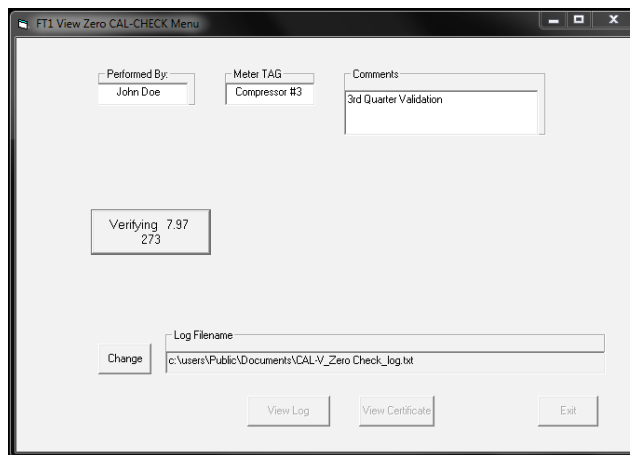 FT1 View Zero CAL-CHECK Menu
Performed By:
John Doe
Meter TAG
Compressor #3
Comments
3rd Quarter Validation
Verifying 7.97
273
Log Filename
Change
c:\users\Public\Documents\CAL-V_Zero Check_log.txt
View Log
View Certificate
Exit